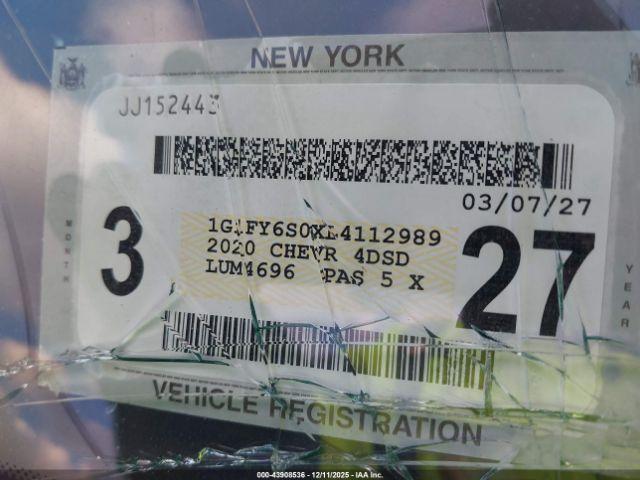 NEW YORK
JJ152443
03/07/27
MONTH
3
1G1FY6S0XL4112989
2020 CHEVR 4DSD
LUM4696 PAS 5 X
27
YEAR
VEHICLE REGISTRATION
000-43908536 - 12/11/2025 - IAA Inc.